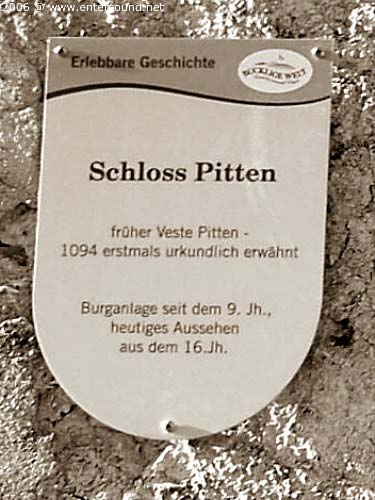 2006 @ www.entersound.net
Erlebbare Geschichte
BUCKLIGE WELT
Schloss Pitten
früher Veste Pitten -
1094 erstmals urkundlich erwähnt
Burganlage seit dem 9. Jh.,
heutiges Aussehen
aus dem 16.Jh.